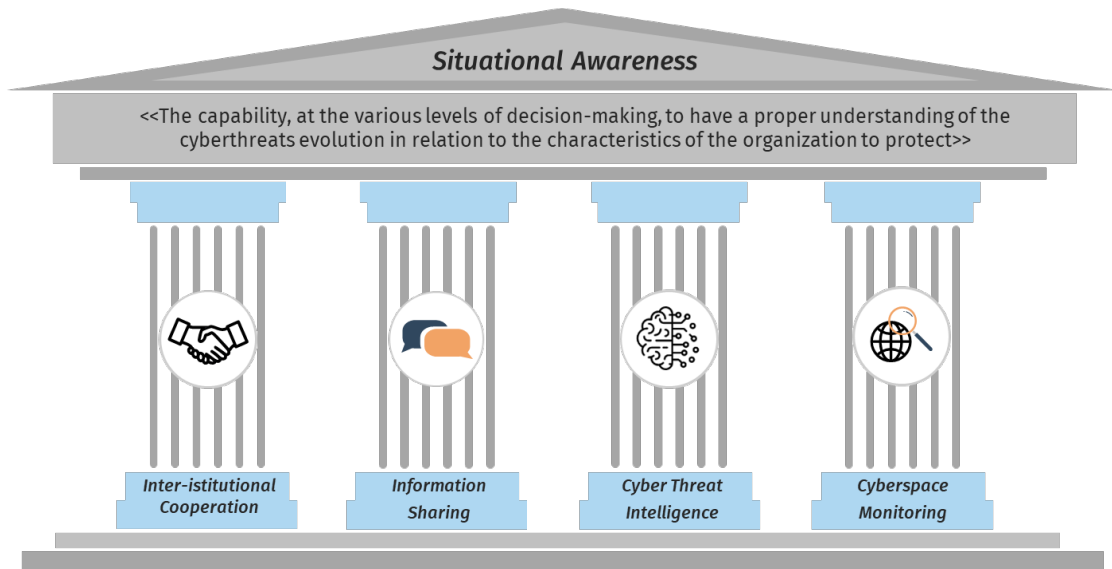 Situational Awareness
<<The capability, at the various levels of decision-making, to have a proper understanding of the
cyberthreats evolution in relation to the characteristics of the organization to protect>>
Inter-istitutional
Cooperation
Information
Sharing
Cyber Threat
Intelligence
Cyberspace
Monitoring